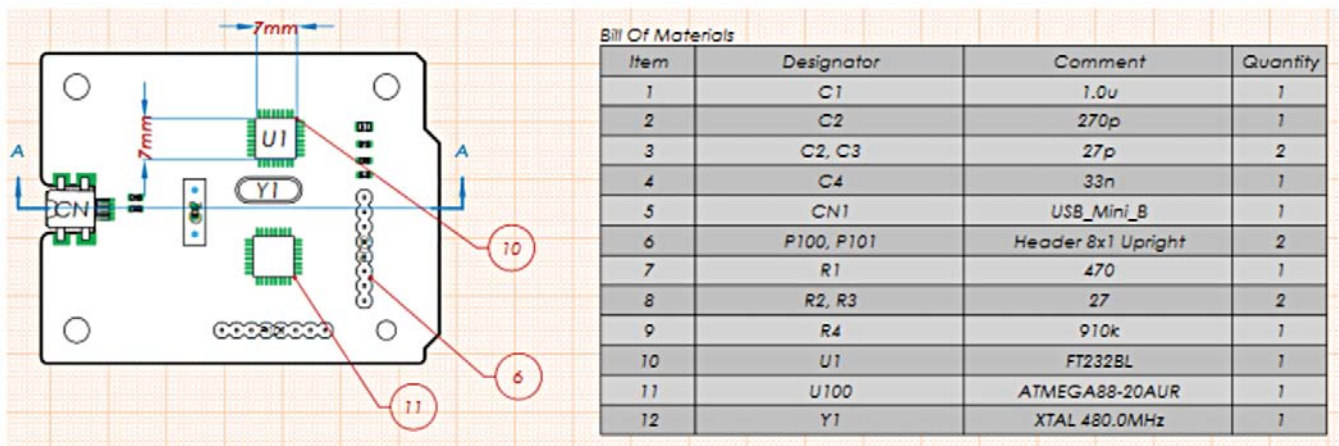 7mm
7mm
U1
A
A
Y1
CN
10
6
11
Bill Of Materials
Item Designator Comment Quantity
1 C1 1.0u 1
2 C2 270p 1
3 C2, C3 27p 2
4 C4 33n 1
5 CN1 USB_Mini_B 1
6 P100, P101 Header 8x1 Upright 2
7 R1 470 1
8 R2, R3 27 2
9 R4 910k 1
10 U1 FT232BL 1
11 U100 ATMEGA88-20AUR 1
12 Y1 XTAL 480.0MHz 1